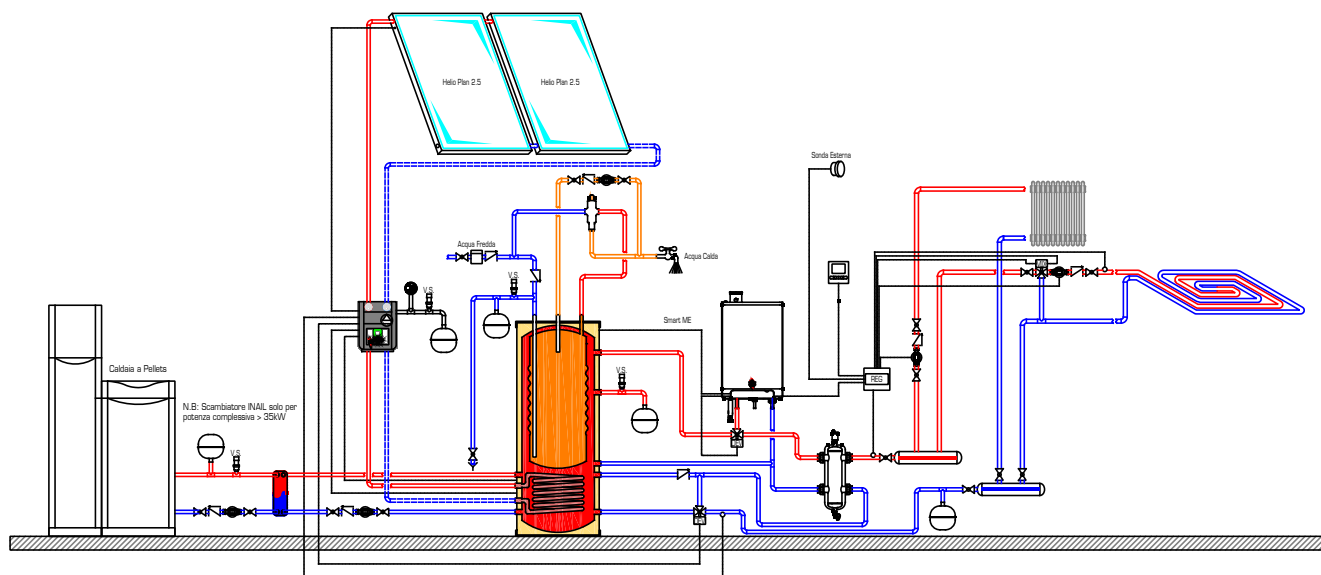 Helio Plan 2.5
Helio Plan 2.5
Sonda Esterna
Acqua Fredda
Acqua Calda
V.S.
V.S.
Smart ME
Caldaia a Pellets
V.S.
REG
N.B: Scambiatore INAIL solo per
potenza complessiva > 35kW
V.S.